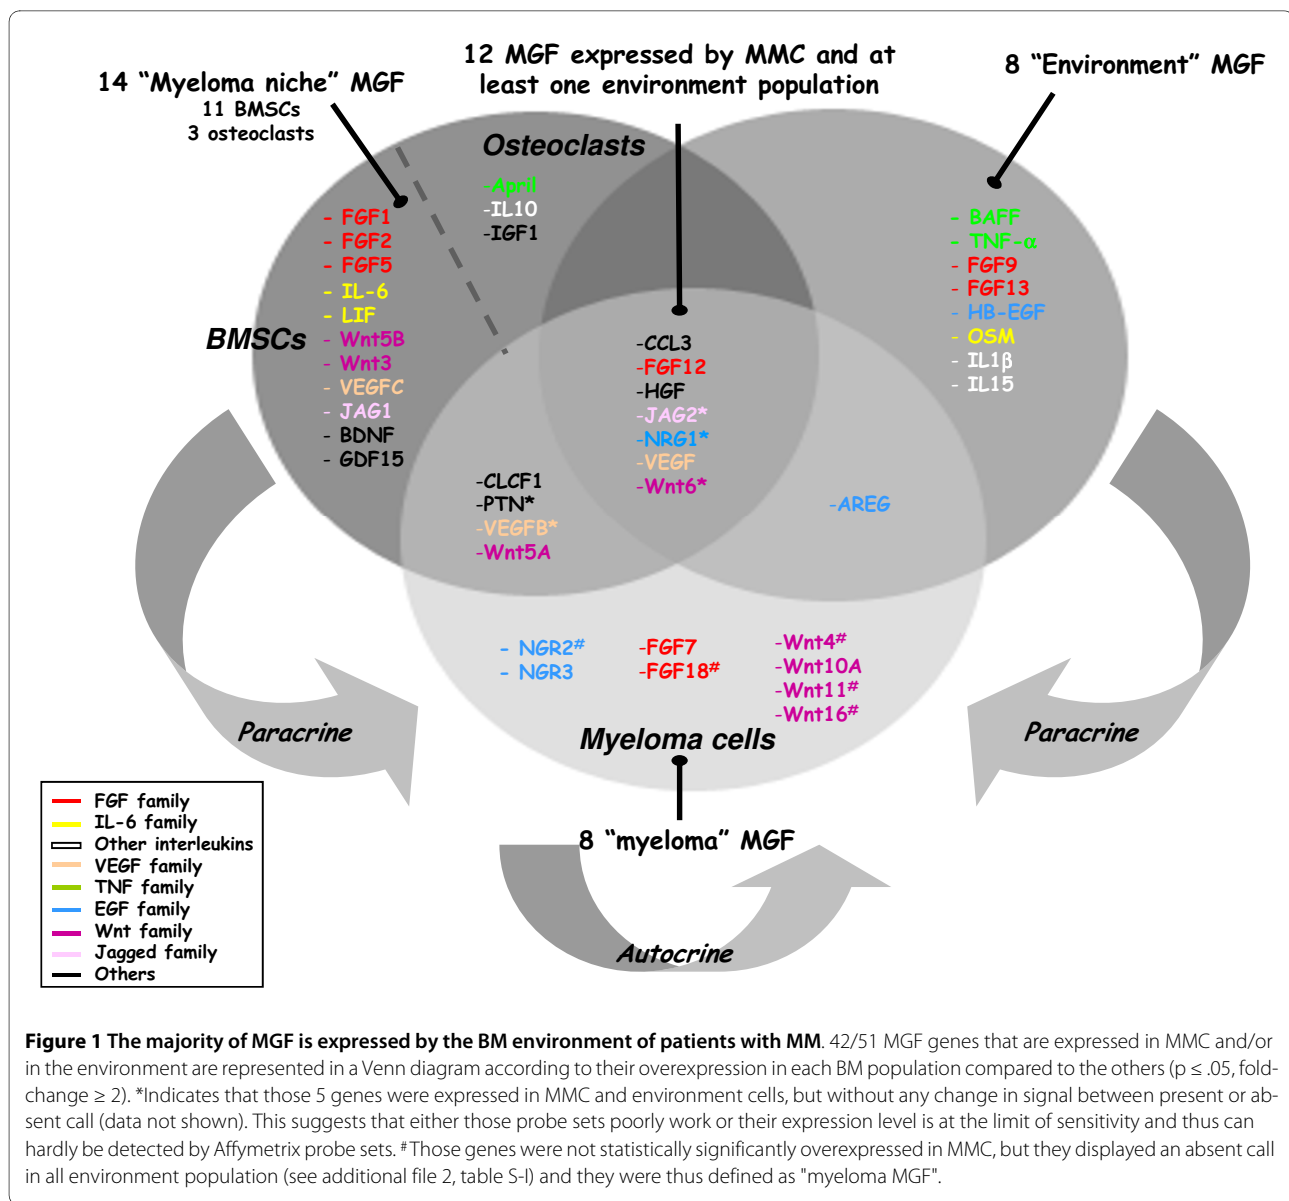 14 “Myeloma niche” MGF
11 BMSCs
3 osteoclasts
12 MGF expressed by MMC and at
least one environment population
8 “Environment” MGF
Osteoclasts
-April
-IL10
-IGF1
BMSCs
- FGF1
- FGF2
- FGF5
- IL-6
- LIF
- Wnt5B
- Wnt3
- VEGFC
- JAG1
- BDNF
- GDF15
- BAFF
- TNF-α
- FGF9
- FGF13
- HB-EGF
- OSM
- IL1β
- IL15
-CCL3
-FGF12
-HGF
-JAG2*
-NRG1*
-VEGF
-Wnt6*
-CLCF1
-PTN*
-VEGFB*
-Wnt5A
-AREG
- NGR2#
- NGR3
-FGF7
-FGF18#
-Wnt4#
-Wnt10A
-Wnt11#
-Wnt16#
Myeloma cells
Paracrine
Paracrine
8 “myeloma” MGF
Autocrine
FGF family
IL-6 family
Other interleukins
VEGF family
TNF family
EGF family
Wnt family
Jagged family
Others
Figure 1 The majority of MGF is expressed by the BM environment of patients with MM. 42/51 MGF genes that are expressed in MMC and/or
in the environment are represented in a Venn diagram according to their overexpression in each BM population compared to the others (p ≤ .05, fold-
change ≥ 2). *Indicates that those 5 genes were expressed in MMC and environment cells, but without any change in signal between present or ab-
sent call (data not shown). This suggests that either those probe sets poorly work or their expression level is at the limit of sensitivity and thus can
hardly be detected by Affymetrix probe sets. # Those genes were not statistically significantly overexpressed in MMC, but they displayed an absent call
in all environment population (see additional file 2, table S-I) and they were thus defined as "myeloma MGF".